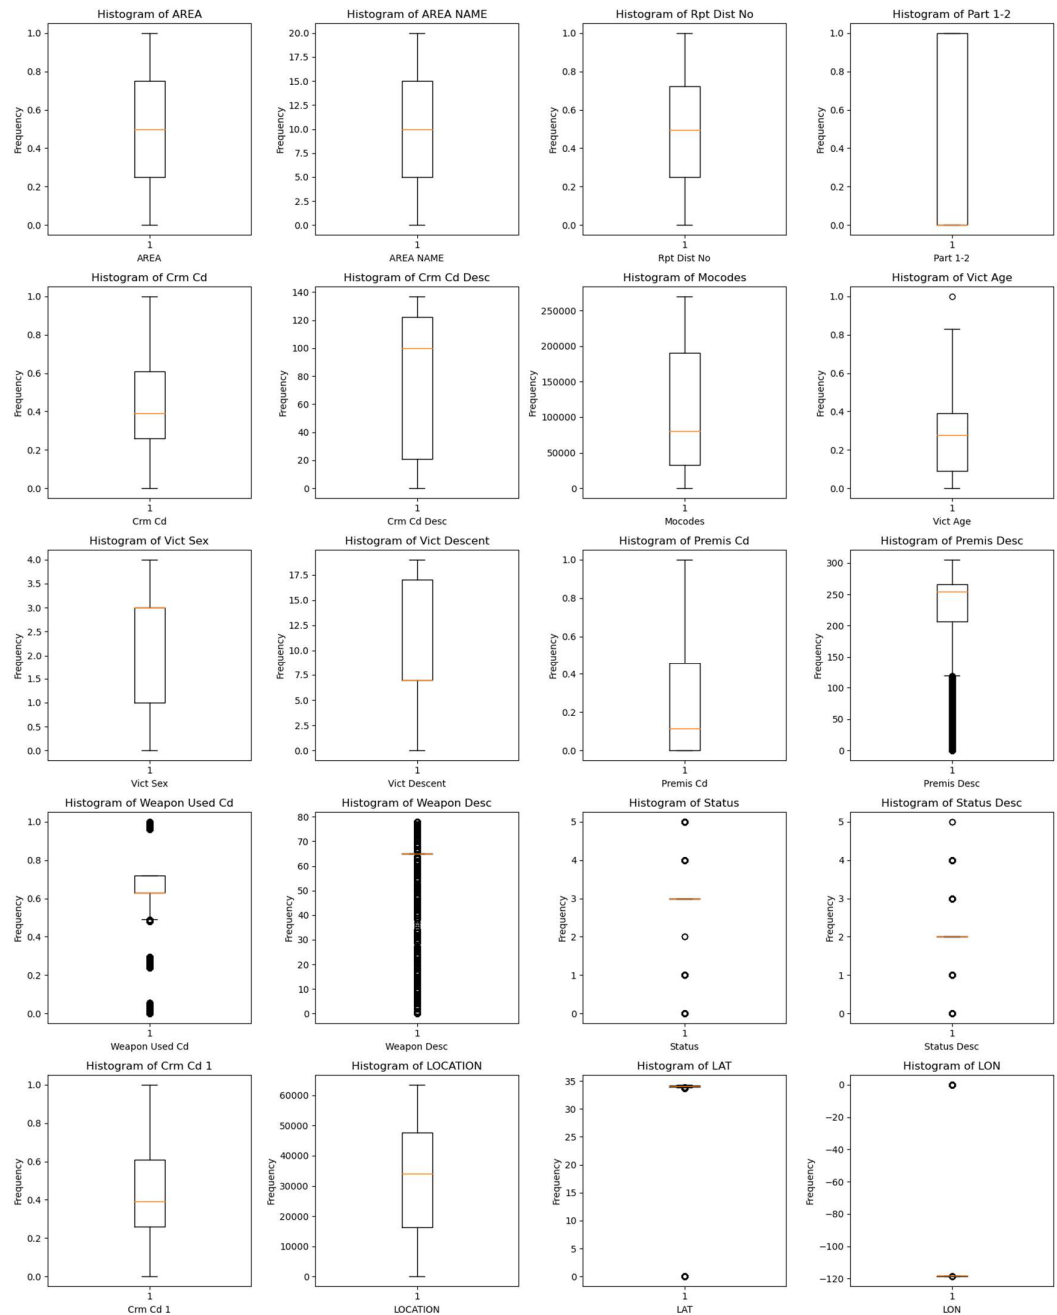 Histogram of AREA
1.0
0.8
0.6
0.4
0.2
0.0
Frequency
1
AREA
Histogram of AREA NAME
20.0
17.5
15.0
12.5
10.0
7.5
5.0
2.5
0.0
Frequency
1
AREA NAME
Histogram of Rpt Dist No
1.0
0.8
0.6
0.4
0.2
0.0
Frequency
1
Rpt Dist No
Histogram of Part 1-2
1.0
0.8
0.6
0.4
0.2
0.0
Frequency
1
Part 1-2
Histogram of Crm Cd
1.0
0.8
0.6
0.4
0.2
0.0
Frequency
1
Crm Cd
Histogram of Crm Cd Desc
140
120
100
80
60
40
20
0
Frequency
1
Crm Cd Desc
Histogram of Mocodes
250000
200000
150000
100000
50000
0
Frequency
1
Mocodes
Histogram of Vict Age
1.0
0.8
0.6
0.4
0.2
0.0
Frequency
1
Vict Age
Histogram of Vict Sex
4.0
3.5
3.0
2.5
2.0
1.5
1.0
0.5
0.0
Frequency
1
Vict Sex
Histogram of Vict Descent
17.5
15.0
12.5
10.0
7.5
5.0
2.5
0.0
Frequency
1
Vict Descent
Histogram of Premis Cd
1.0
0.8
0.6
0.4
0.2
0.0
Frequency
1
Premis Cd
Histogram of Premis Desc
300
250
200
150
100
50
0
Frequency
1
Premis Desc
Histogram of Weapon Used Cd
1.0
0.8
0.6
0.4
0.2
0.0
Frequency
1
Weapon Used Cd
Histogram of Weapon Desc
80
70
60
50
40
30
20
10
0
Frequency
1
Weapon Desc
Histogram of Status
5
4
3
2
1
0
Frequency
1
Status
Histogram of Status Desc
5
4
3
2
1
0
Frequency
1
Status Desc
Histogram of Crm Cd 1
1.0
0.8
0.6
0.4
0.2
0.0
Frequency
1
Crm Cd 1
Histogram of LOCATION
60000
50000
40000
30000
20000
10000
0
Frequency
1
LOCATION
Histogram of LAT
35
30
25
20
15
10
5
0
Frequency
1
LAT
Histogram of LON
0
−20
−40
−60
−80
−100
−120
Frequency
1
LON